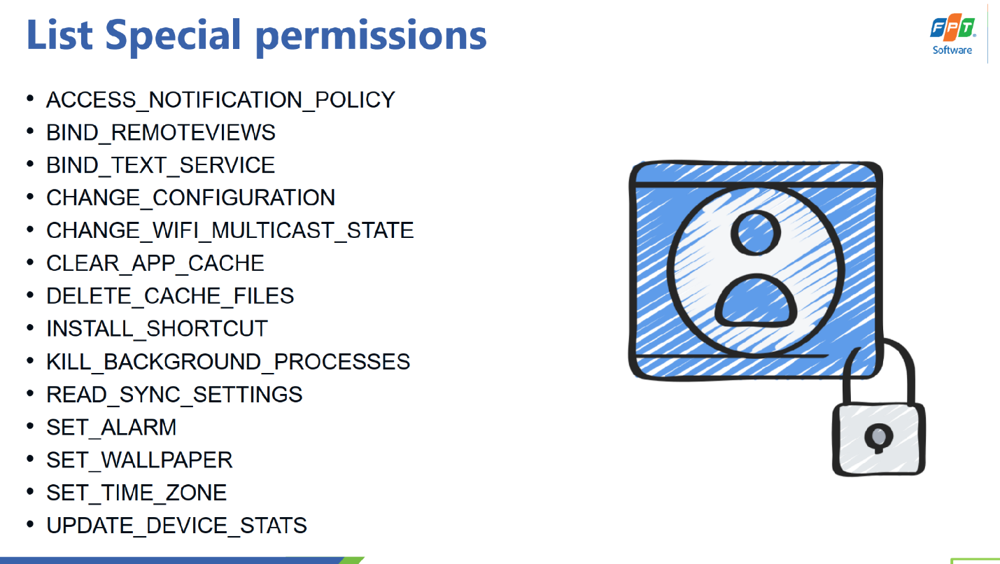 List Special permissions
FPT
Software
• ACCESS_NOTIFICATION_POLICY
• BIND_REMOTEVIEWS
• BIND_TEXT_SERVICE
• CHANGE_CONFIGURATION
• CHANGE_WIFI_MULTICAST_STATE
• CLEAR_APP_CACHE
• DELETE_CACHE_FILES
• INSTALL_SHORTCUT
• KILL_BACKGROUND_PROCESSES
• READ_SYNC_SETTINGS
• SET_ALARM
• SET_WALLPAPER
• SET_TIME_ZONE
• UPDATE_DEVICE_STATS